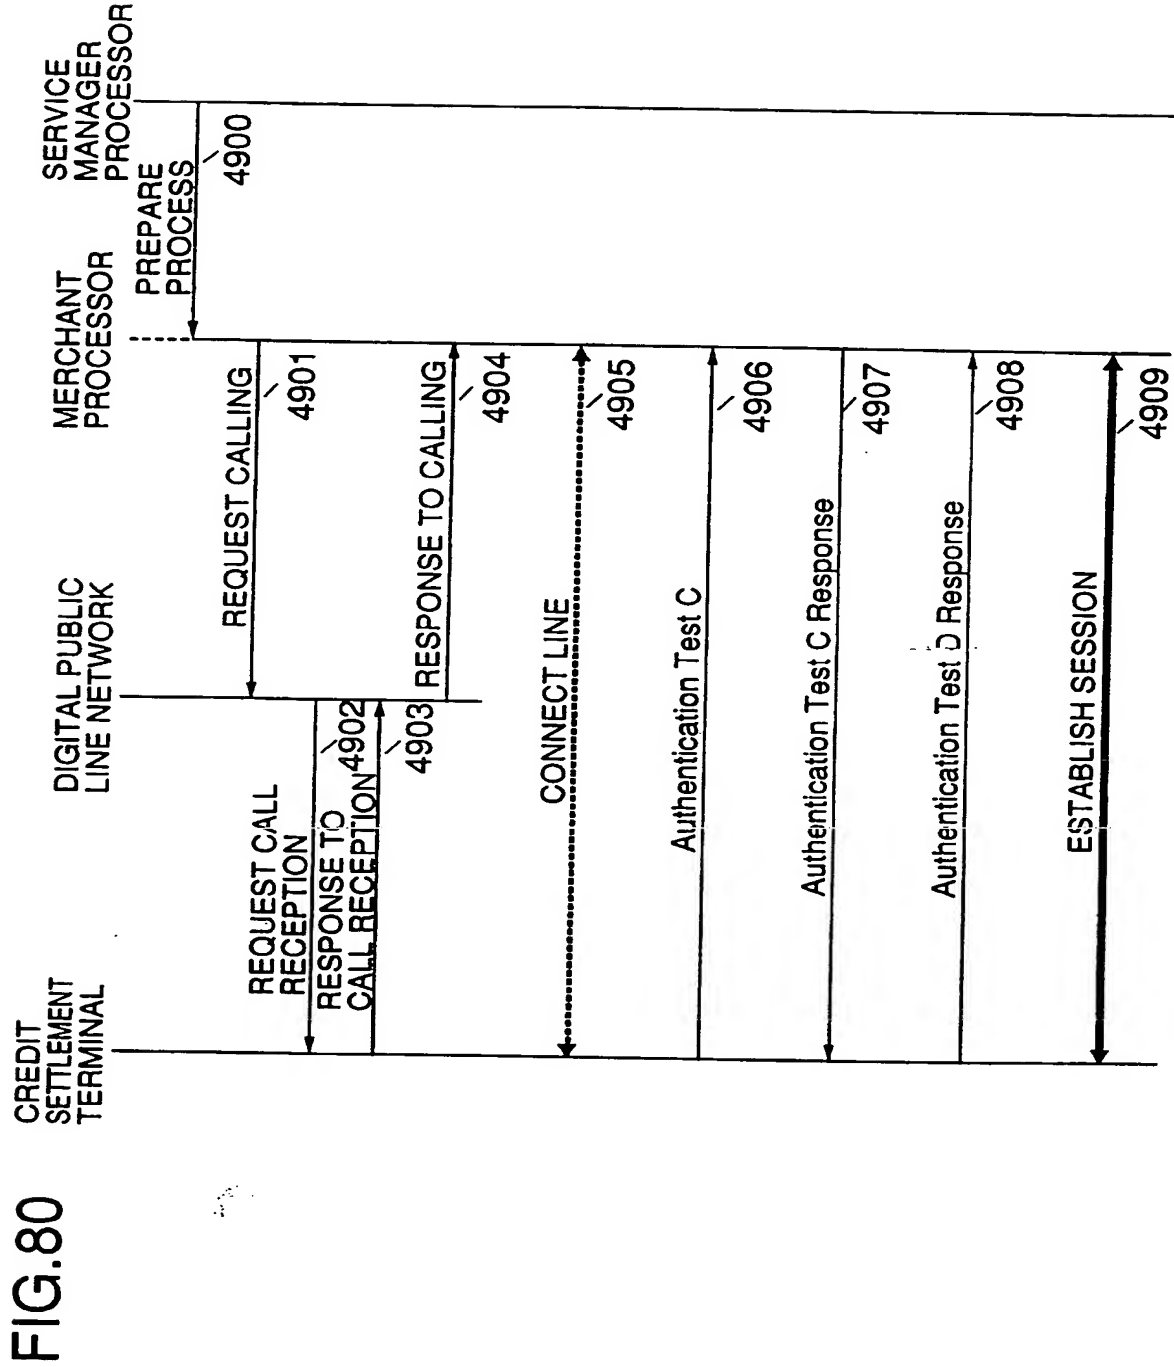 FIG.80
CREDIT
SETTLEMENT
TERMINAL
DIGITAL PUBLIC
LINE NETWORK
MERCHANT
PROCESSOR
SERVICE
MANAGER
PROCESSOR
PREPARE
PROCESS
4900
REQUEST CALLING
4901
REQUEST CALL
RECEPTION
4902
RESPONSE TO
CALL RECEPTION
4903
RESPONSE TO CALLING
4904
CONNECT LINE
4905
Authentication Test C
4906
Authentication Test C Response
4907
Authentication Test D Response
4908
ESTABLISH SESSION
4909